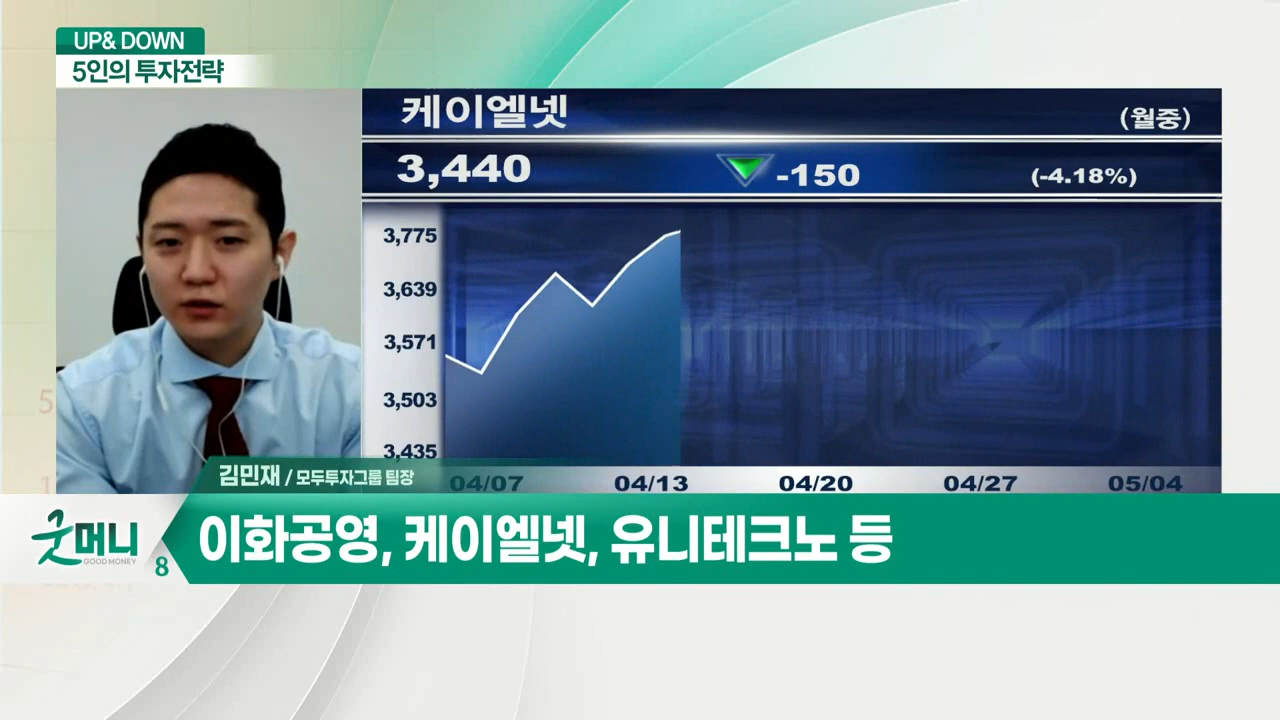 UP& DOWN
5인의 투자전략
케이엘넷
(월중)
3,440 -150 (-4.18%)
3,775
3,639
3,571
3,503
3,435
04/07 04/13 04/20 04/27 05/04
김민재 / 모두투자그룹 팀장
굿머니
GOOD MONEY
8
이화공영, 케이엘넷, 유니테크노 등